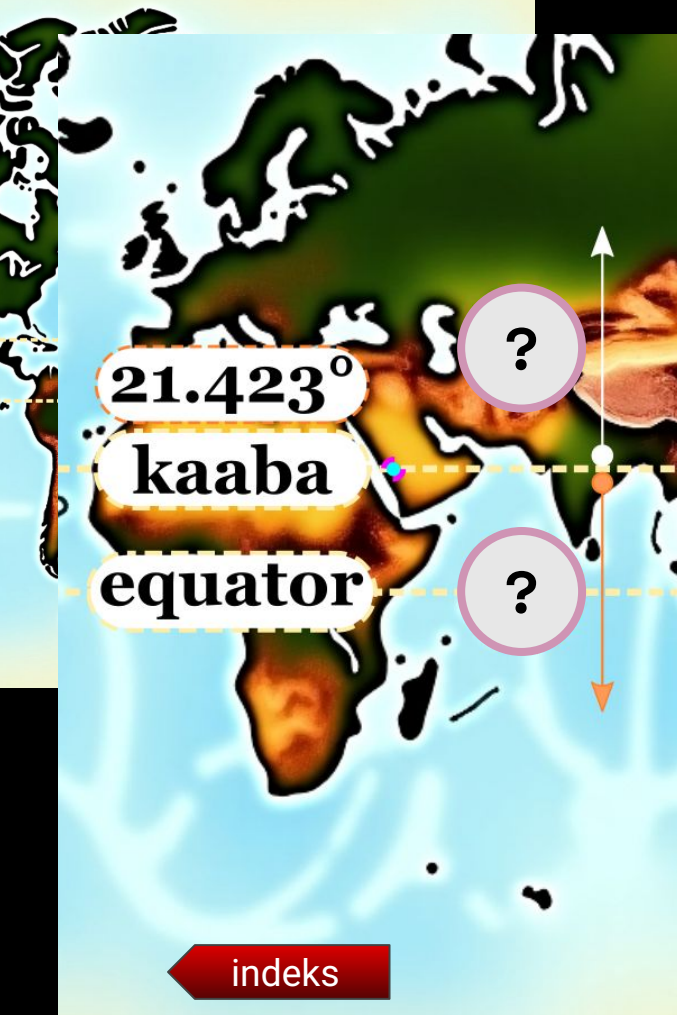 ?
21.423°
kaaba
equator
?
indeks